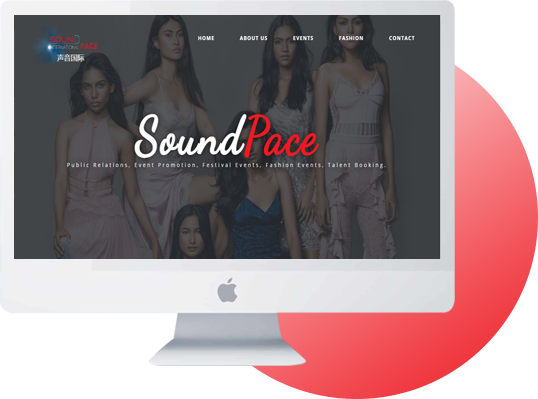 HOME ABOUT US EVENTS FASHION CONTACT
声音国际
SoundPace
Public Relations, Event Promotion, Festival Events, Fashion Events, Talent Booking.